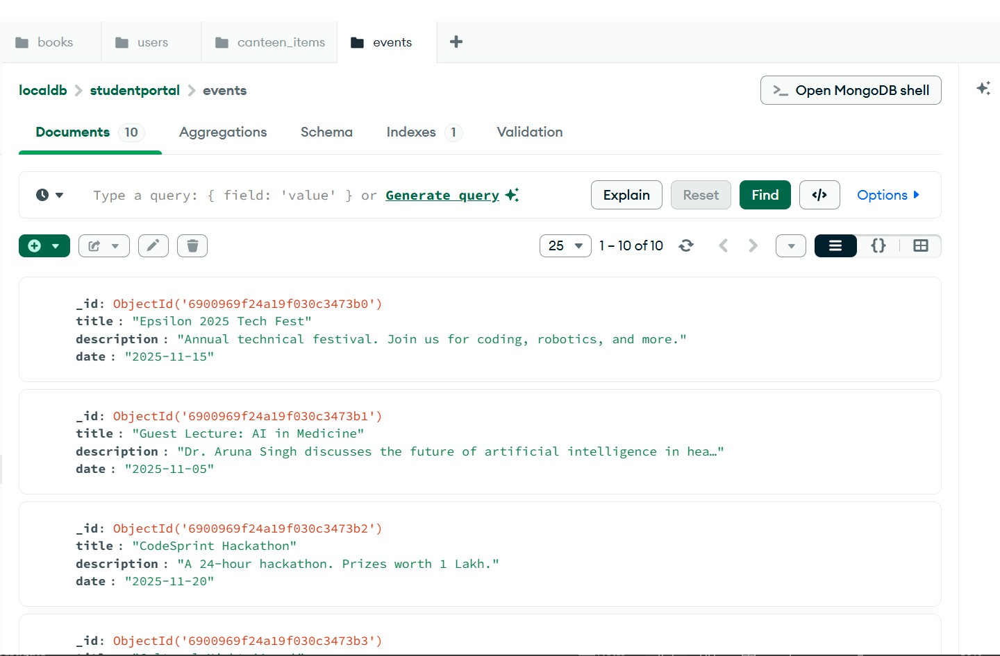 books users canteen_items events
localdb studentportal events >_ Open MongoDB shell
Documents 10 Aggregations Schema Indexes 1 Validation
Type a query: { field: 'value' } or Generate query Explain Reset Find </> Options
25 1 – 10 of 10 {}
_id: ObjectId('6900969f24a19f030c3473b0')
title : "Epsilon 2025 Tech Fest"
description : "Annual technical festival. Join us for coding, robotics, and more."
date : "2025-11-15"
_id: ObjectId('6900969f24a19f030c3473b1')
title : "Guest Lecture: AI in Medicine"
description : "Dr. Aruna Singh discusses the future of artificial intelligence in hea…"
date : "2025-11-05"
_id: ObjectId('6900969f24a19f030c3473b2')
title : "CodeSprint Hackathon"
description : "A 24-hour hackathon. Prizes worth 1 Lakh."
date : "2025-11-20"
_id: ObjectId('6900969f24a19f030c3473b3')